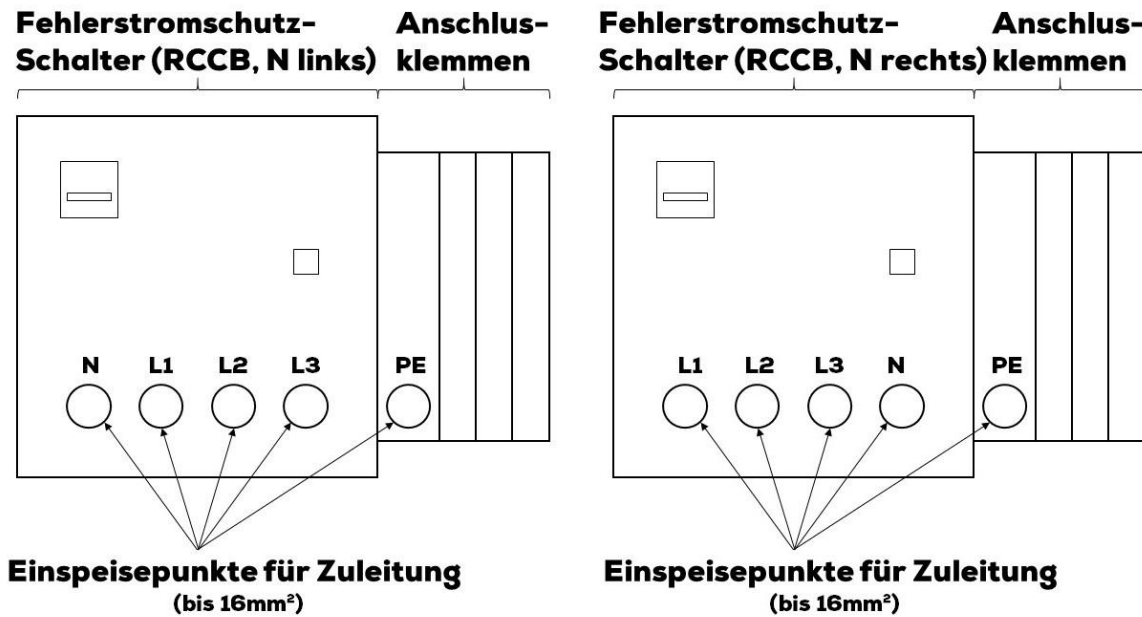 Fehlerstromschutz-
Schalter (RCCB, N links)
Anschlus-
klemmen
N L1 L2 L3 PE
Einspeisepunkte für Zuleitung
(bis 16mm²)
Fehlerstromschutz-
Schalter (RCCB, N rechts)
Anschlus-
klemmen
L1 L2 L3 N PE
Einspeisepunkte für Zuleitung
(bis 16mm²)